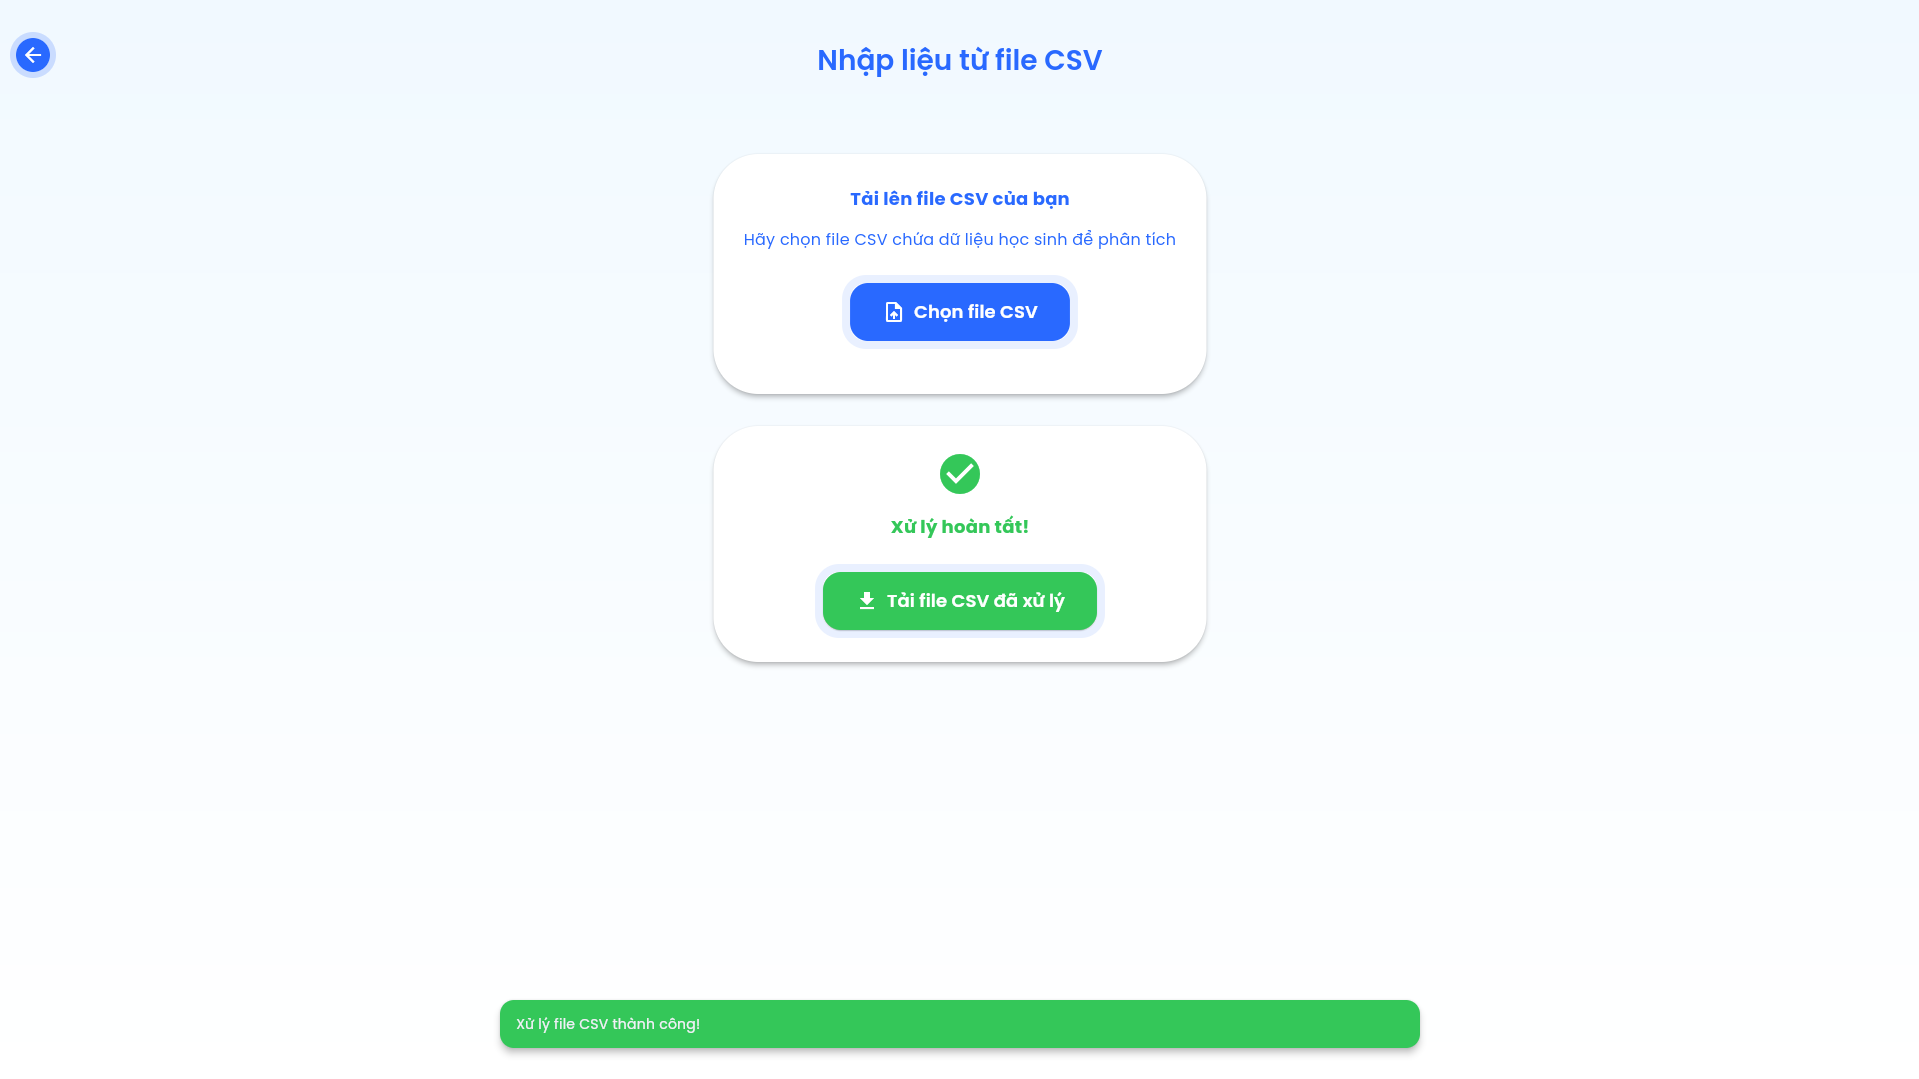 Nhập liệu từ file CSV
Tải lên file CSV của bạn
Hãy chọn file CSV chứa dữ liệu học sinh để phân tích
Chọn file CSV
Xử lý hoàn tất!
Tải file CSV đã xử lý
Xử lý file CSV thành công!